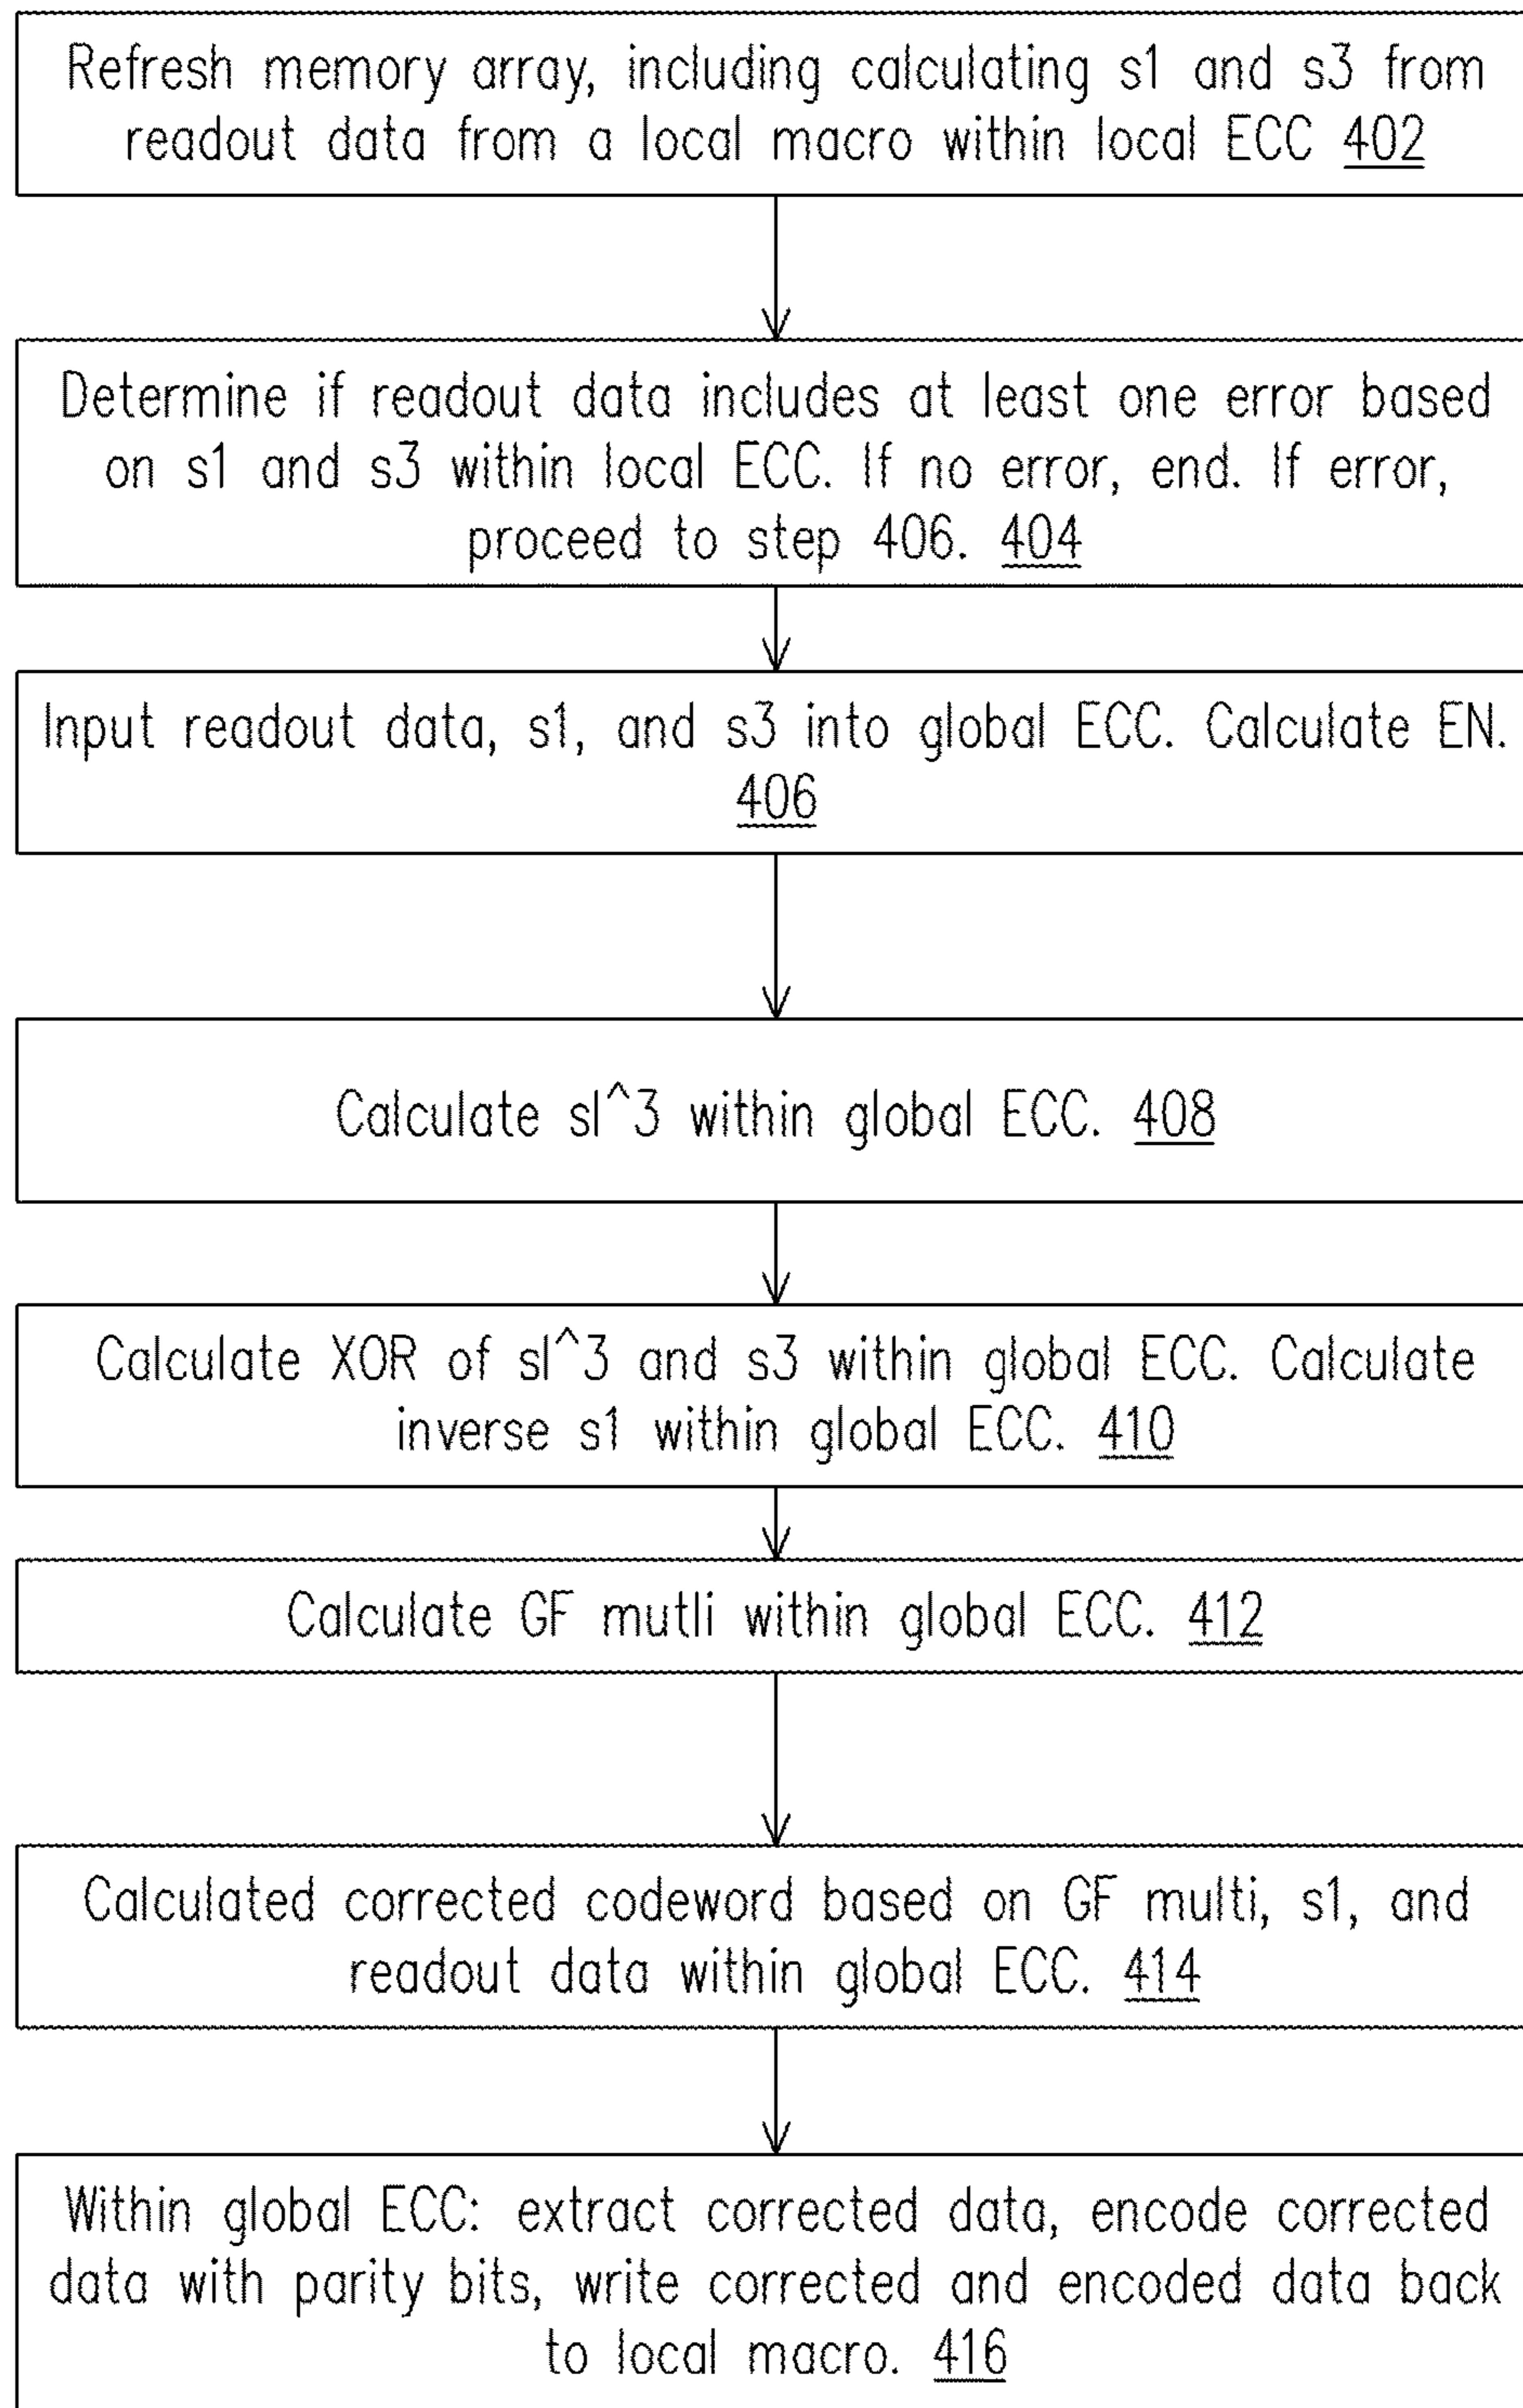 Refresh memory array, including calculating s1 and s3 from
readout data from a local macro within local ECC 402
Determine if readout data includes at least one error based
on s1 and s3 within local ECC. If no error, end. If error,
proceed to step 406. 404
Input readout data, s1, and s3 into global ECC. Calculate EN.
406
Calculate sl^3 within global ECC. 408
Calculate XOR of sl^3 and s3 within global ECC. Calculate
inverse s1 within global ECC. 410
Calculate GF mutli within global ECC. 412
Calculated corrected codeword based on GF multi, s1, and
readout data within global ECC. 414
Within global ECC: extract corrected data, encode corrected
data with parity bits, write corrected and encoded data back
to local macro. 416